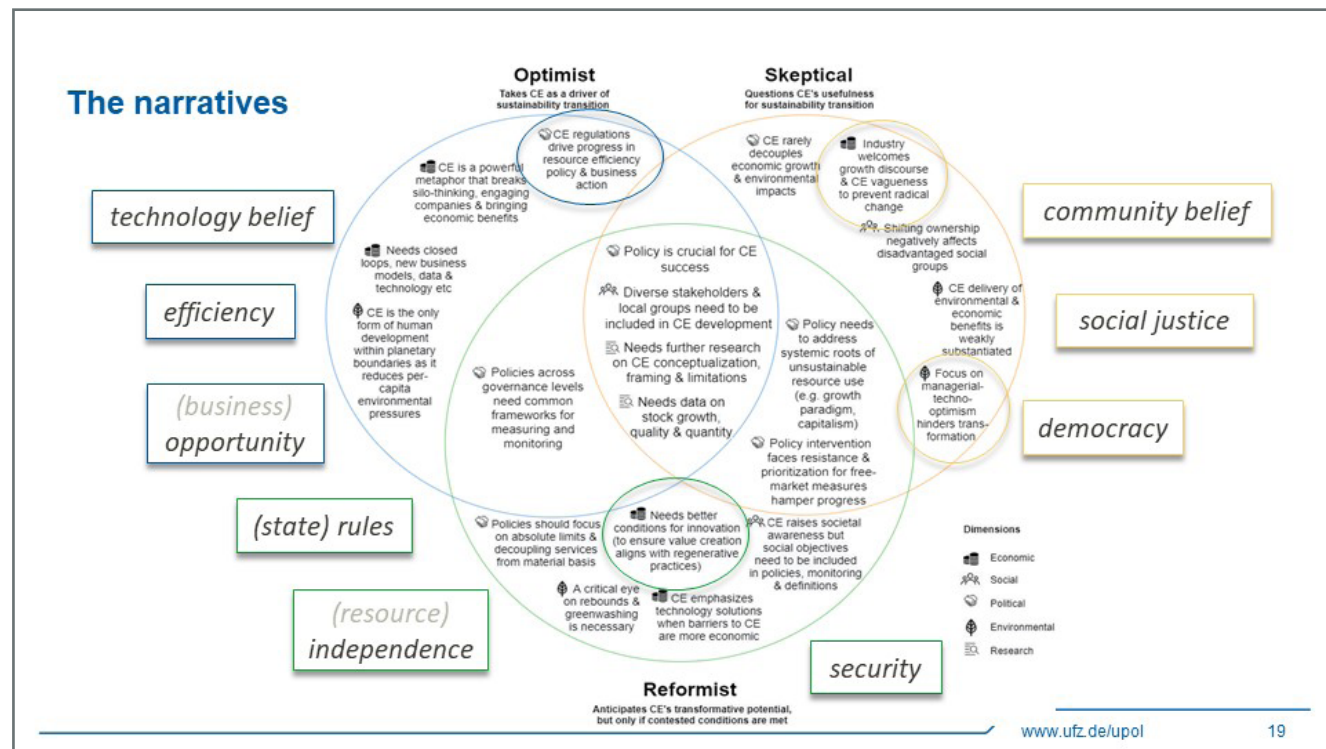 The narratives
Optimist
Takes CE as a driver of
sustainability transition
Skeptical
Questions CE's usefulness
for sustainability transition
CE regulations
drive progress in
resource efficiency
policy & business
action
CE is a powerful
metaphor that breaks
silo-thinking, engaging
companies & bringing
economic benefits
Needs closed
loops, new business
models, data &
technology etc
CE is the only
form of human
development
within planetary
boundaries as it
reduces per-
capita
environmental
pressures
CE rarely
decouples
economic growth
& environmental
impacts
Industry
welcomes
growth discourse
& CE vagueness
to prevent radical
change
Shifting ownership
negatively affects
disadvantaged social
groups
CE delivery of
environmental &
economic
benefits is
weakly
substantiated
Focus on
managerial-
techno-
optimism
hinders trans-
formation
Policy is crucial for CE
success
Diverse stakeholders &
local groups need to be
included in CE development
Needs further research
on CE conceptualization,
framing & limitations
Needs data on
stock growth,
quality & quantity
Policies across
governance levels
need common
frameworks for
measuring and
monitoring
Policy needs
to address
systemic roots of
unsustainable
resource use
(e.g. growth
paradigm,
capitalism)
Policy intervention
faces resistance &
prioritization for free-
market measures
hamper progress
Policies should focus
on absolute limits &
decoupling services
from material basis
Needs better
conditions for innovation
(to ensure value creation
aligns with regenerative
practices)
CE raises societal
awareness but
social objectives
need to be included
in policies, monitoring
& definitions
A critical eye
on rebounds &
greenwashing
is necessary
CE emphasizes
technology solutions
when barriers to CE
are more economic
Reformist
Anticipates CE's transformative potential,
but only if contested conditions are met
technology belief
efficiency
(business)
opportunity
(state) rules
(resource)
independence
community belief
social justice
democracy
security
Dimensions
Economic
Social
Political
Environmental
Research
www.ufz.de/upol
19